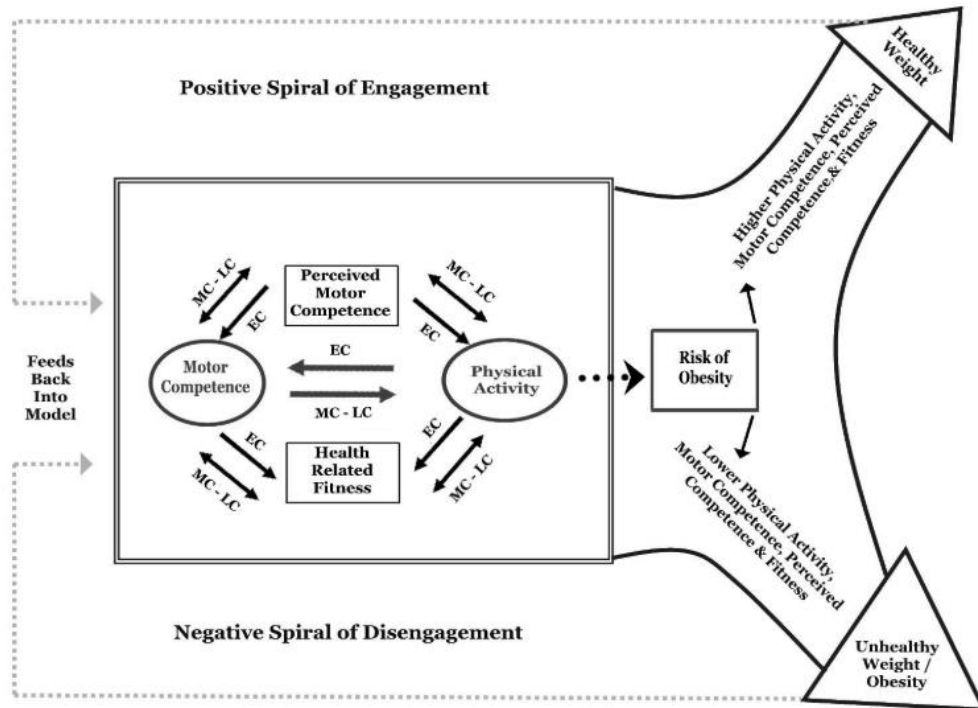 Positive Spiral of Engagement
Healthy
Weight
Higher Physical Activity,
Motor Competence, Perceived
Competence,& Fitness
MC - LC
EC
Perceived
Motor
Competence
MC - LC
EC
Feeds
Back
Into
Model
Motor
Competence
EC
MC - LC
Physical
Activity
Risk of
Obesity
EC
MC - LC
Health
Related
Fitness
EC
MC - LC
Lower Physical Activity,
Motor Competence, Perceived
Competence & Fitness
Negative Spiral of Disengagement
Unhealthy
Weight /
Obesity